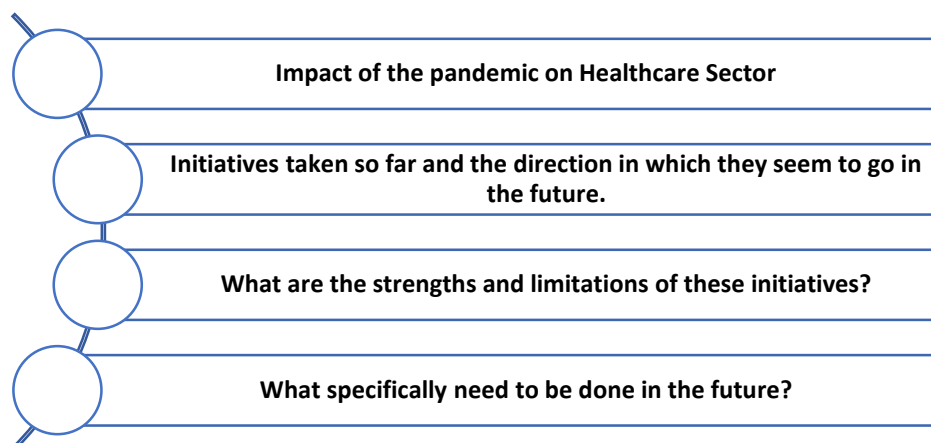 Impact of the pandemic on Healthcare Sector
Initiatives taken so far and the direction in which they seem to go in
the future.
What are the strengths and limitations of these initiatives?
What specifically need to be done in the future?